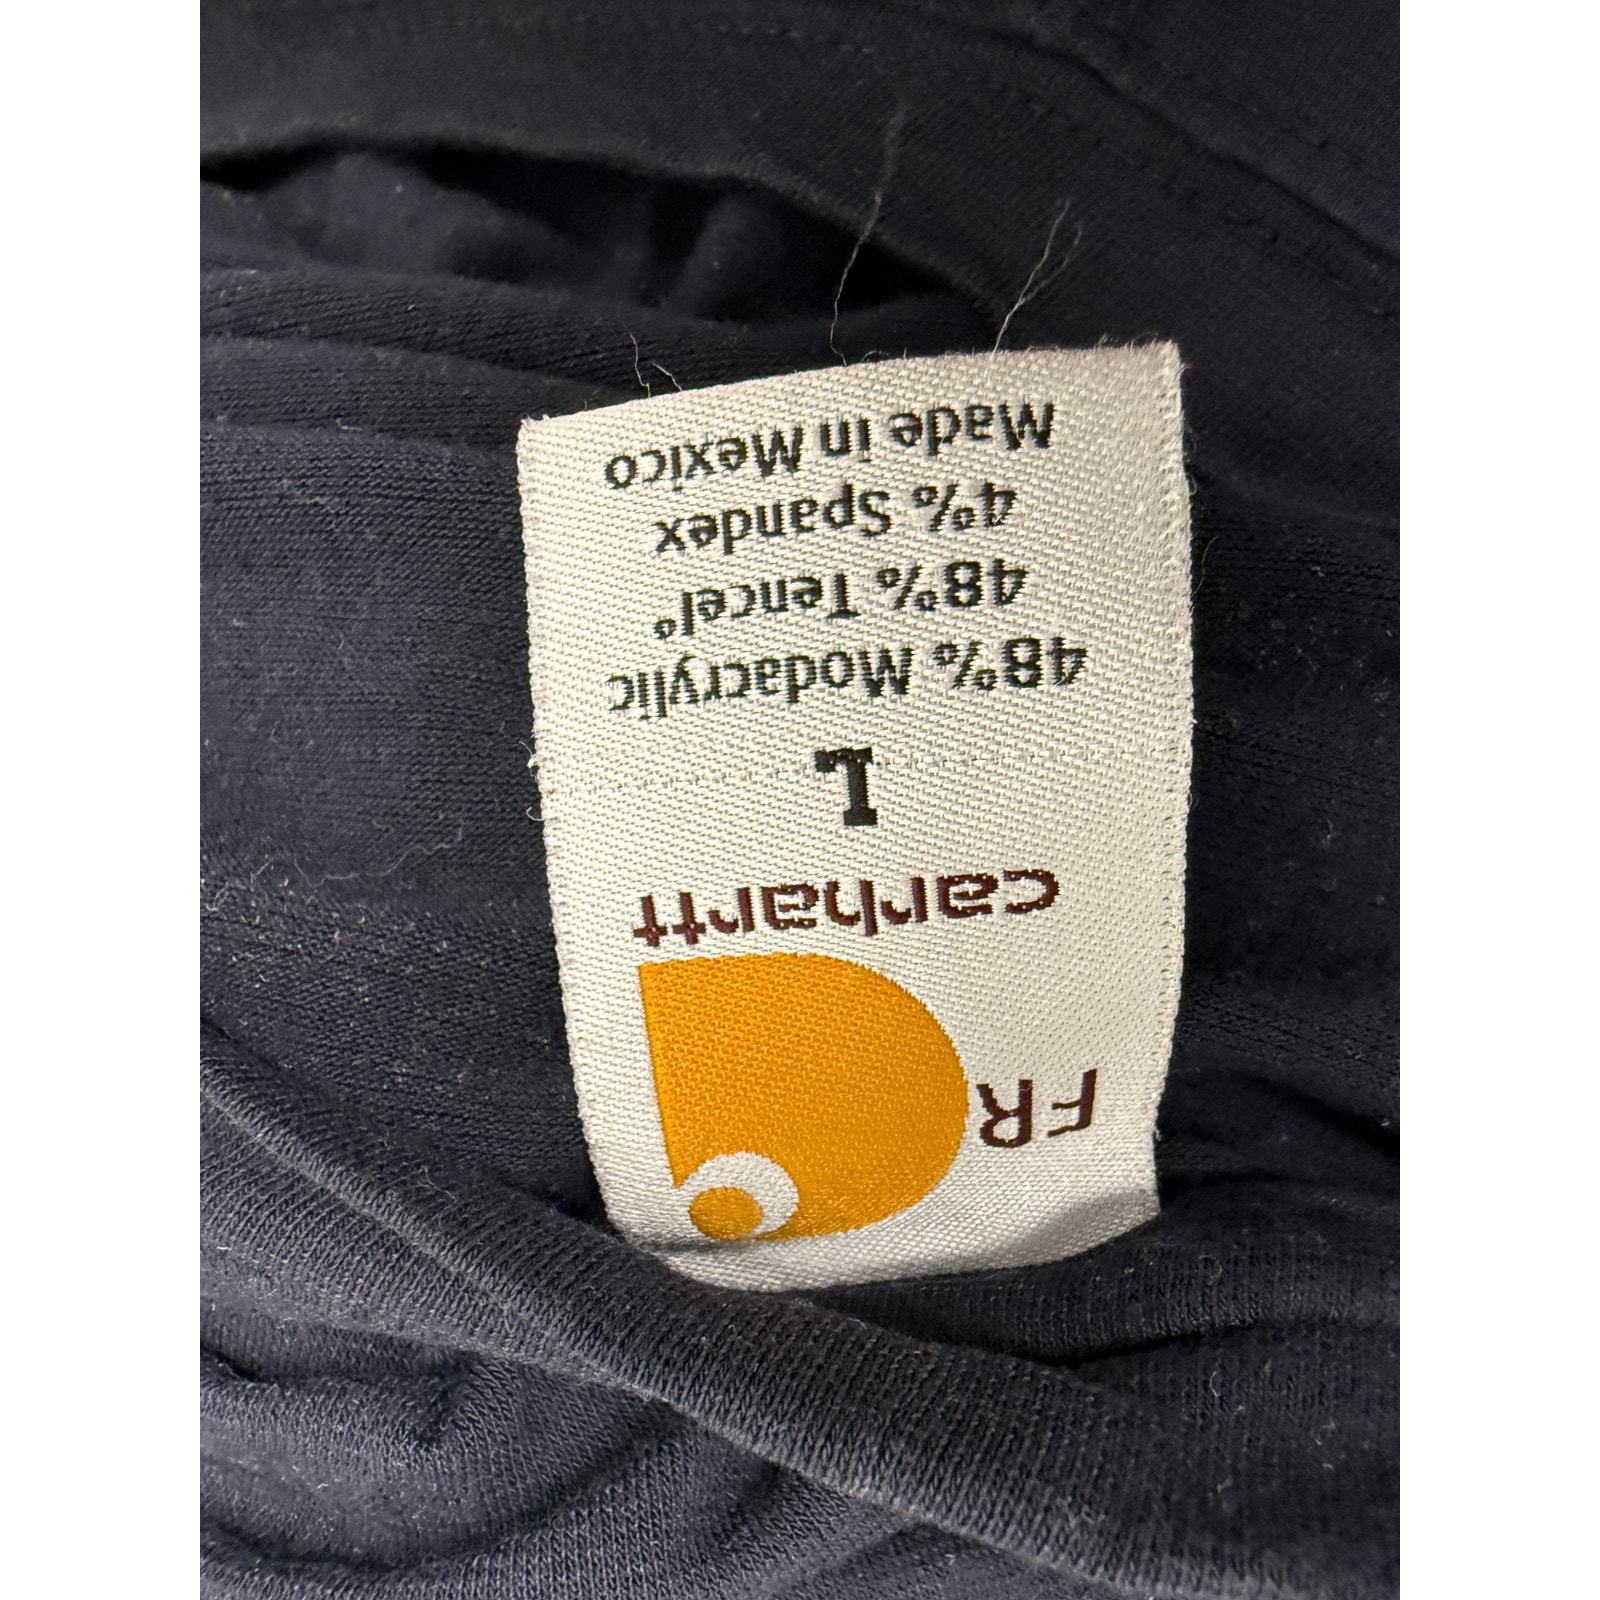 FR
carhartt
L
48% Modacrylic
48% Tencel®
4% Spandex
Made in Mexico